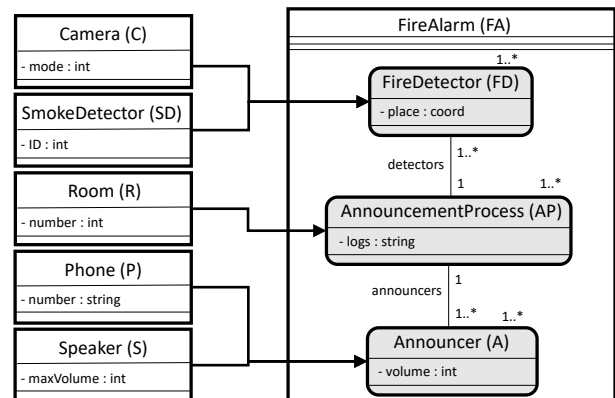 Camera (C)
- mode : int
SmokeDetector (SD)
- ID : int
Room (R)
- number : int
Phone (P)
- number : string
Speaker (S)
- maxVolume : int
FireAlarm (FA)
1..*
FireDetector (FD)
- place : coord
1..*
detectors
1
1..*
AnnouncementProcess (AP)
- logs : string
1
announcers
1..*
1..*
Announcer (A)
- volume : int